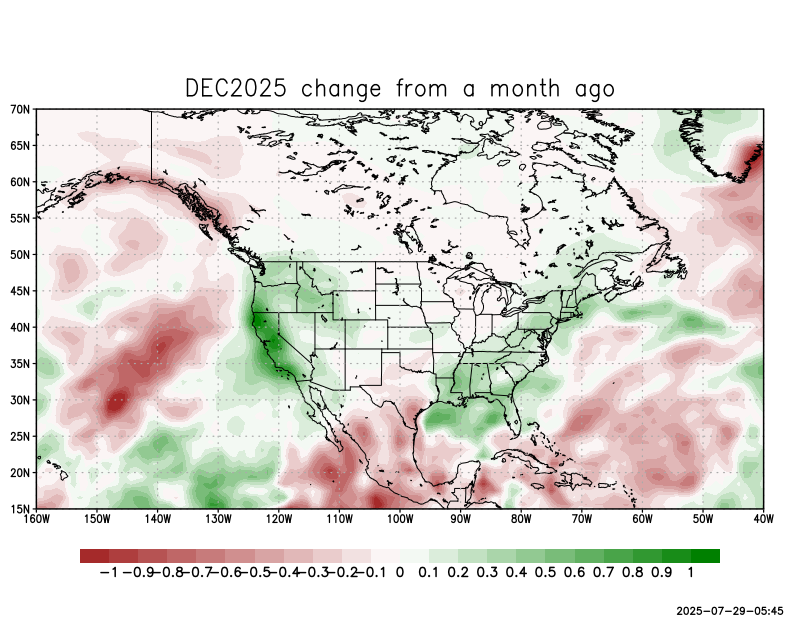 DEC2025 change from a month ago
70N
65N
60N
55N
50N
45N
40N
35N
30N
25N
20N
15N
160W 150W 140W 130W 120W 110W 100W 90W 80W 70W 60W 50W 40W
−1 −0.9 −0.8 −0.7 −0.6 −0.5 −0.4 −0.3 −0.2 −0.1 0 0.1 0.2 0.3 0.4 0.5 0.6 0.7 0.8 0.9 1
2025-07-29-05:45